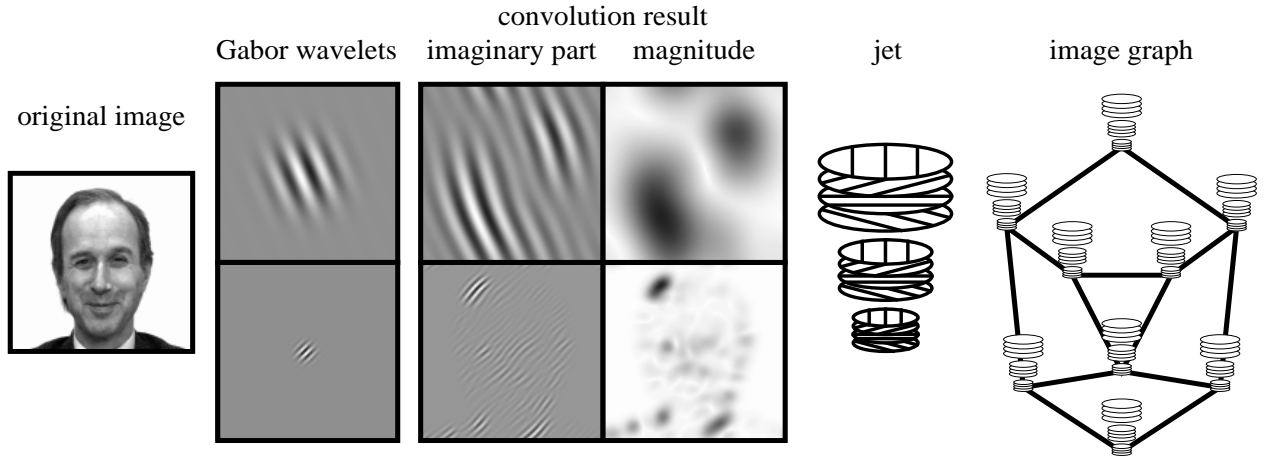 convolution result
Gabor wavelets imaginary part magnitude jet image graph
original image